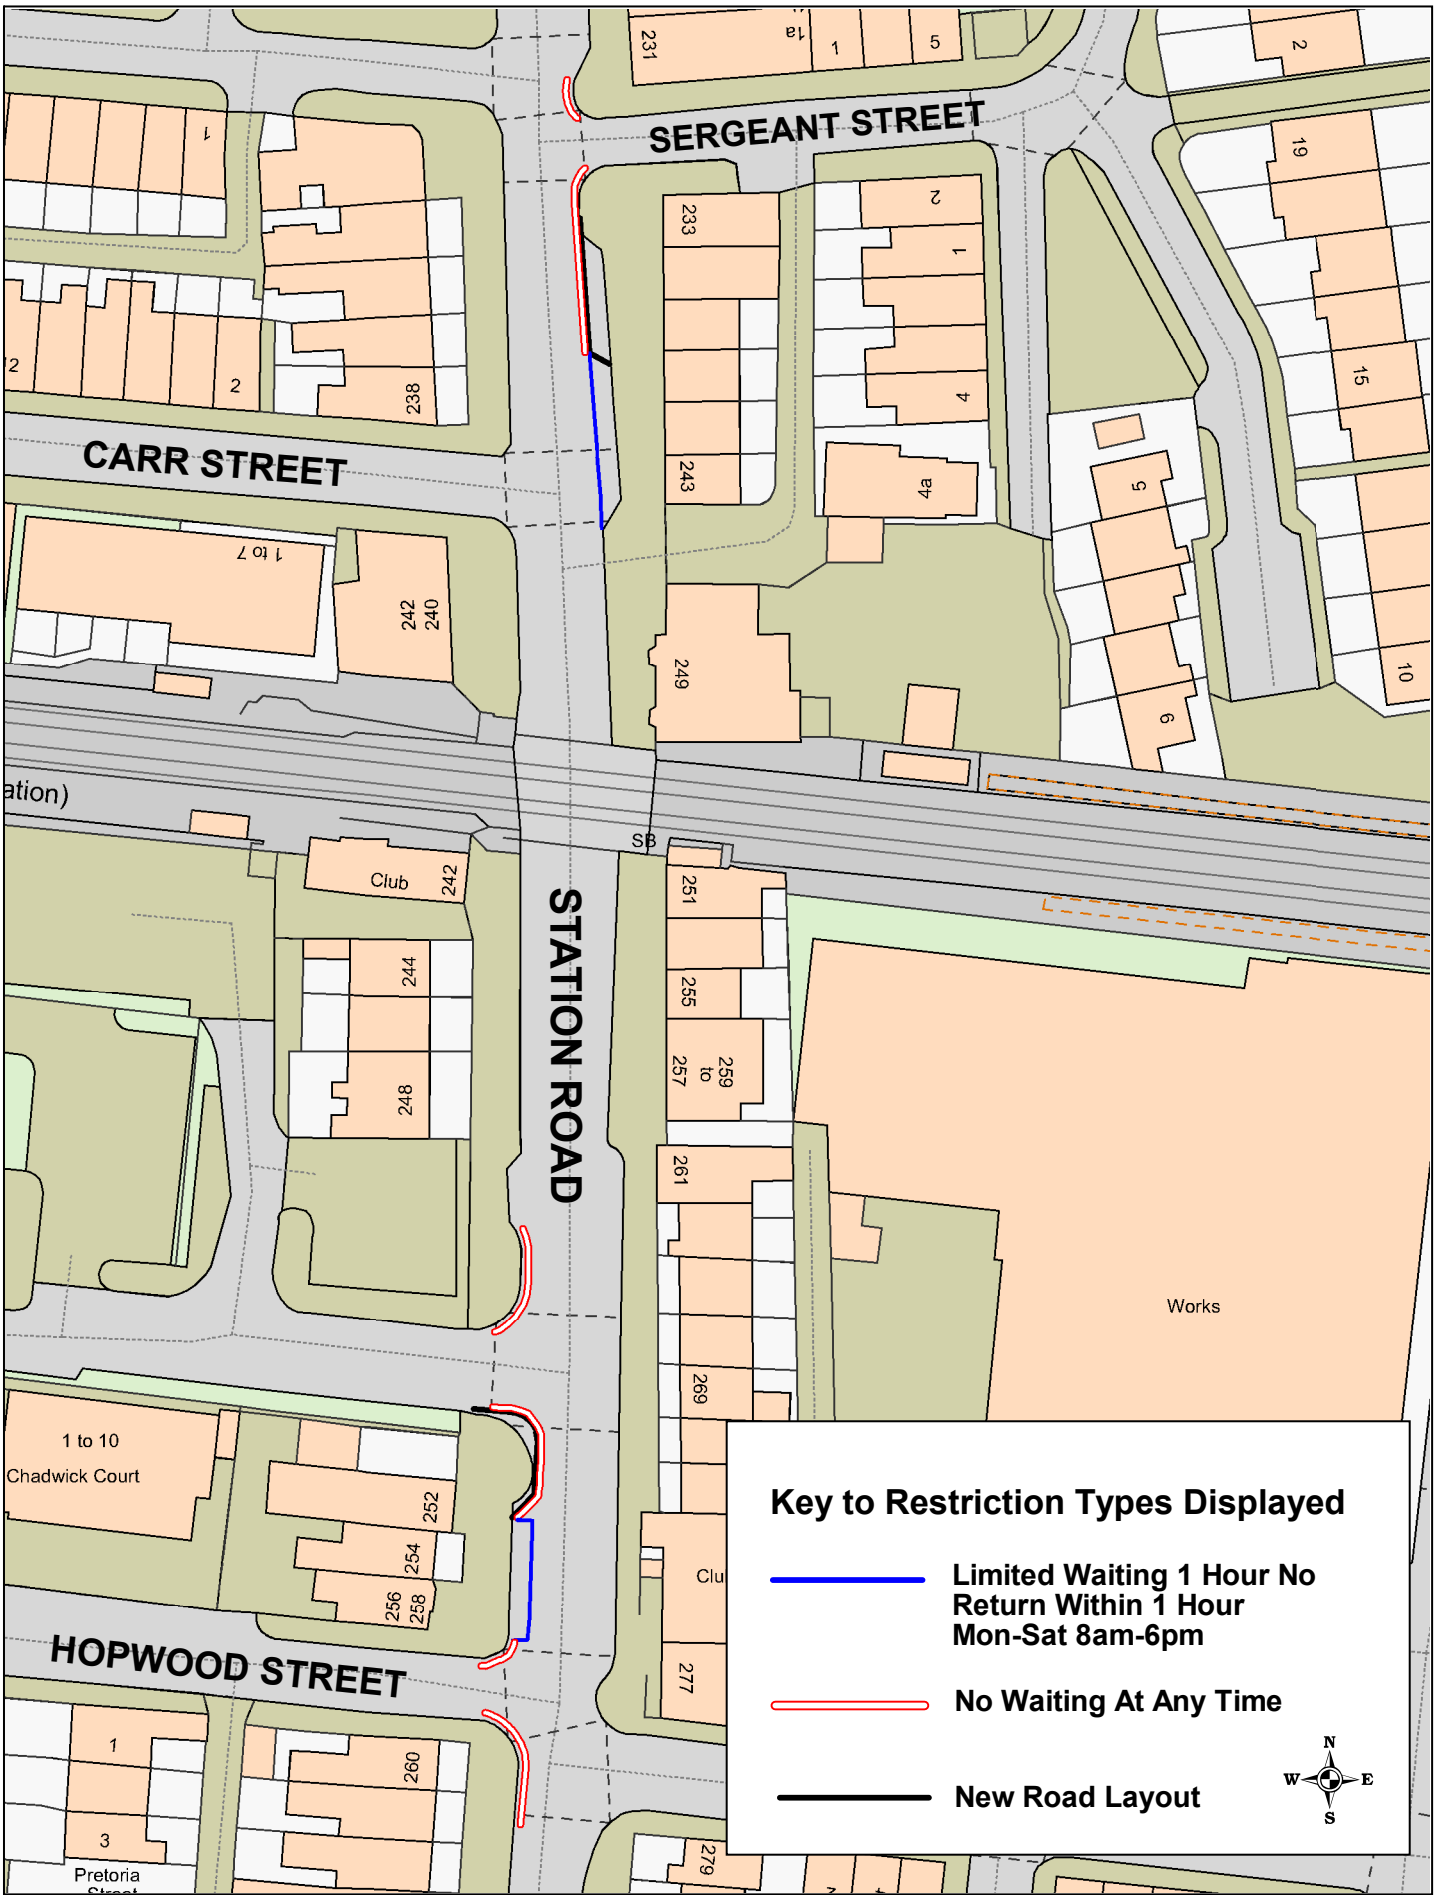 231
1a
1
5
2
SERGEANT STREET
1
19
233
2
1
238
2
4
15
CARR STREET
243
4a
5
1 to 7
242
240
249
6
10
ation)
SB
Club
242
251
STATION ROAD
244
255
248
257
to
259
261
Works
269
1 to 10
Chadwick Court
252
254
256
258
Clu
277
HOPWOOD STREET
1
260
3
Pretoria
Street
279
Key to Restriction Types Displayed
Limited Waiting 1 Hour No
Return Within 1 Hour
Mon-Sat 8am-6pm
No Waiting At Any Time
New Road Layout
N
W
E
S